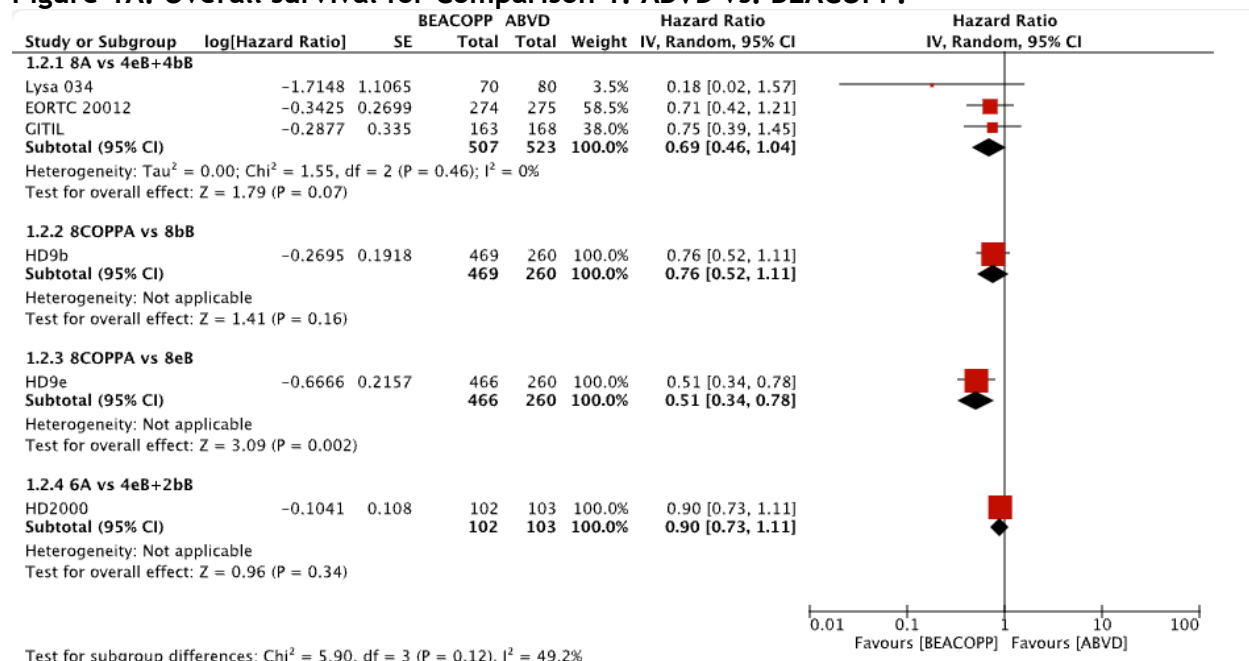 Figure 4A. Overall survival for Comparison 1. ABVD vs. BEACOPP.
BEACOPP ABVD Hazard Ratio Hazard Ratio
Study or Subgroup log[Hazard Ratio] SE Total Total Weight IV, Random, 95% CI IV, Random, 95% CI
1.2.1 8A vs 4eB+4bB
Lysa 034 -1.7148 1.1065 70 80 3.5% 0.18 [0.02, 1.57]
EORTC 20012 -0.3425 0.2699 274 275 58.5% 0.71 [0.42, 1.21]
GITIL -0.2877 0.335 163 168 38.0% 0.75 [0.39, 1.45]
Subtotal (95% CI) 507 523 100.0% 0.69 [0.46, 1.04]
Heterogeneity: Tau² = 0.00; Chi² = 1.55, df = 2 (P = 0.46); I² = 0%
Test for overall effect: Z = 1.79 (P = 0.07)
1.2.2 8COPPA vs 8bB
HD9b -0.2695 0.1918 469 260 100.0% 0.76 [0.52, 1.11]
Subtotal (95% CI) 469 260 100.0% 0.76 [0.52, 1.11]
Heterogeneity: Not applicable
Test for overall effect: Z = 1.41 (P = 0.16)
1.2.3 8COPPA vs 8eB
HD9e -0.6666 0.2157 466 260 100.0% 0.51 [0.34, 0.78]
Subtotal (95% CI) 466 260 100.0% 0.51 [0.34, 0.78]
Heterogeneity: Not applicable
Test for overall effect: Z = 3.09 (P = 0.002)
1.2.4 6A vs 4eB+2bB
HD2000 -0.1041 0.108 102 103 100.0% 0.90 [0.73, 1.11]
Subtotal (95% CI) 102 103 100.0% 0.90 [0.73, 1.11]
Heterogeneity: Not applicable
Test for overall effect: Z = 0.96 (P = 0.34)
0.01 0.1 1 10 100
Favours [BEACOPP] Favours [ABVD]
Test for subgroup differences: Chi² = 5.90, df = 3 (P = 0.12), I² = 49.2%